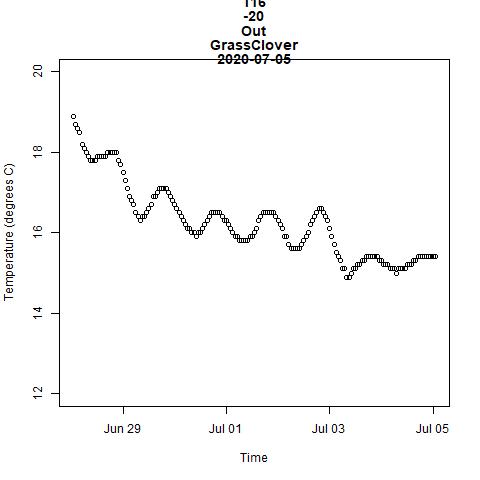 T16
-20
Out
GrassClover
2020-07-05
Temperature (degrees C)
20
18
16
14
12
Jun 29 Jul 01 Jul 03 Jul 05
Time